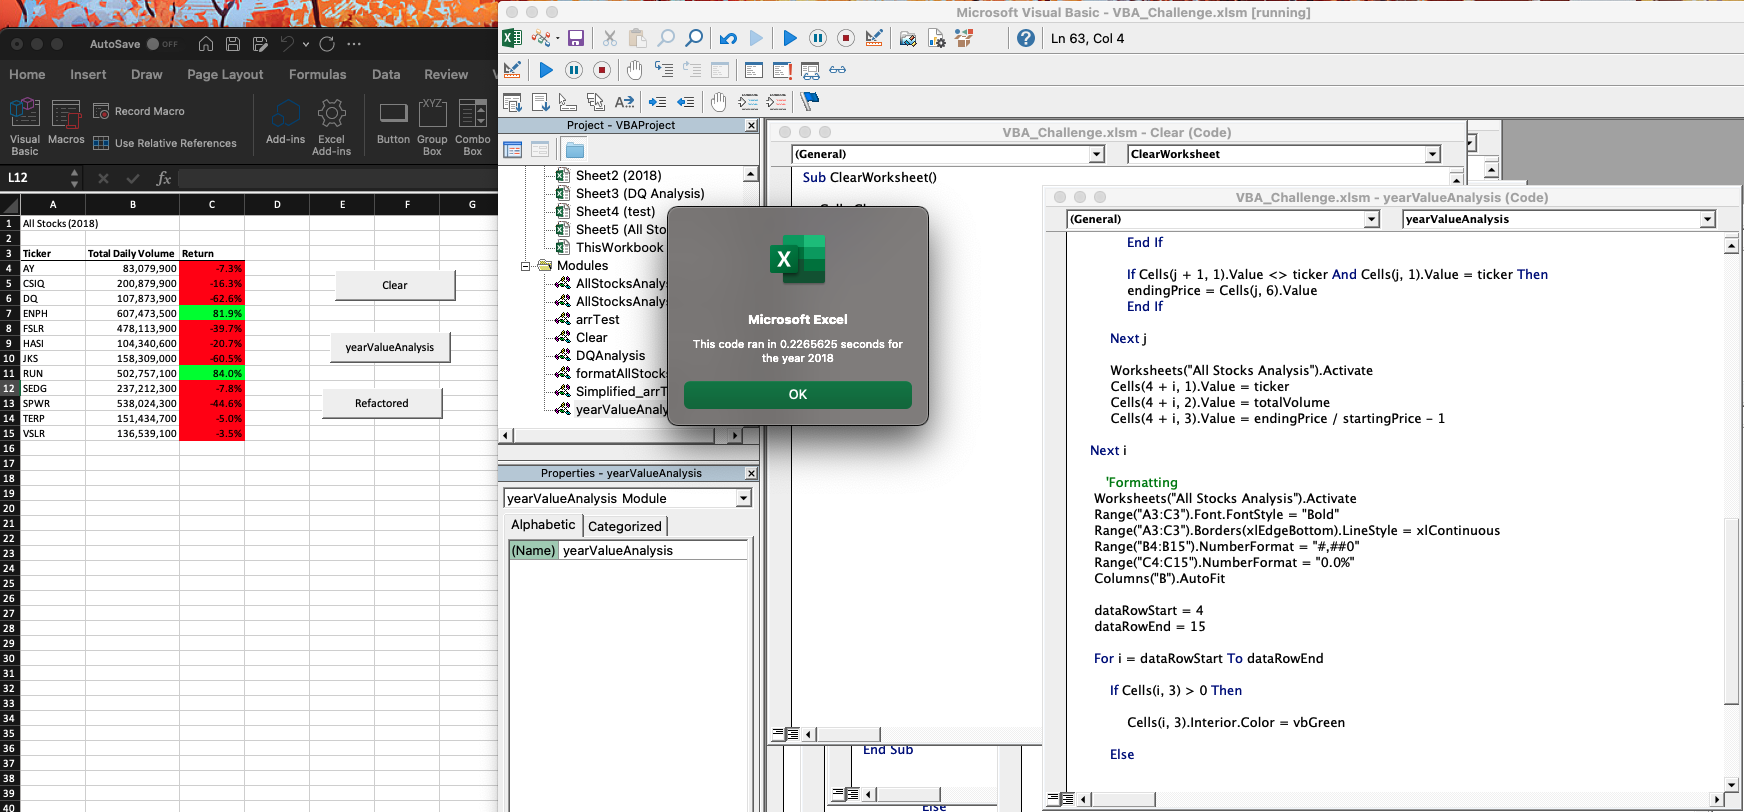 Microsoft Visual Basic - VBA_Challenge.xlsm [running]
AutoSave OFF
Ln 63, Col 4
Home Insert Draw Page Layout Formulas Data Review
Record Macro
Use Relative References
Visual Basic
Macros
Add-ins
Excel Add-ins
Button
Group Box
Combo Box
XYZ
L12
fx
A B C D E F G
1 All Stocks (2018)
2
3 Ticker Total Daily Volume Return
4 AY 83,079,900 -7.3%
5 CSIQ 200,879,900 -16.3%
6 DQ 107,873,900 -62.6%
7 ENPH 607,473,500 81.9%
8 FSLR 478,113,900 -39.7%
9 HASI 104,340,600 -20.7%
10 JKS 158,309,000 -60.5%
11 RUN 502,757,100 84.0%
12 SEDG 237,212,300 -7.8%
13 SPWR 538,024,300 -44.6%
14 TERP 151,434,700 -5.0%
15 VSLR 136,539,100 -3.5%
16
17
18
19
20
21
22
23
24
25
26
27
28
29
30
31
32
33
34
35
36
37
38
39
40
Clear
yearValueAnalysis
Refactored
Project - VBAProject
Sheet2 (2018)
Sheet3 (DQ Analysis)
Sheet4 (test)
Sheet5 (All Sto
ThisWorkbook
Modules
AllStocksAnalys
AllStocksAnalys
arrTest
Clear
DQAnalysis
formatAllStock
Simplified_arrT
yearValueAnaly
Properties - yearValueAnalysis
yearValueAnalysis Module
Alphabetic Categorized
(Name) yearValueAnalysis
VBA_Challenge.xlsm - Clear (Code)
(General) ClearWorksheet
Sub ClearWorksheet()
Microsoft Excel
This code ran in 0.2265625 seconds for
the year 2018
OK
End Sub
Else
VBA_Challenge.xlsm - yearValueAnalysis (Code)
(General) yearValueAnalysis
End If
If Cells(j + 1, 1).Value <> ticker And Cells(j, 1).Value = ticker Then
endingPrice = Cells(j, 6).Value
End If
Next j
Worksheets("All Stocks Analysis").Activate
Cells(4 + i, 1).Value = ticker
Cells(4 + i, 2).Value = totalVolume
Cells(4 + i, 3).Value = endingPrice / startingPrice - 1
Next i
'Formatting
Worksheets("All Stocks Analysis").Activate
Range("A3:C3").Font.FontStyle = "Bold"
Range("A3:C3").Borders(xlEdgeBottom).LineStyle = xlContinuous
Range("B4:B15").NumberFormat = "#,##0"
Range("C4:C15").NumberFormat = "0.0%"
Columns("B").AutoFit
dataRowStart = 4
dataRowEnd = 15
For i = dataRowStart To dataRowEnd
If Cells(i, 3) > 0 Then
Cells(i, 3).Interior.Color = vbGreen
Else